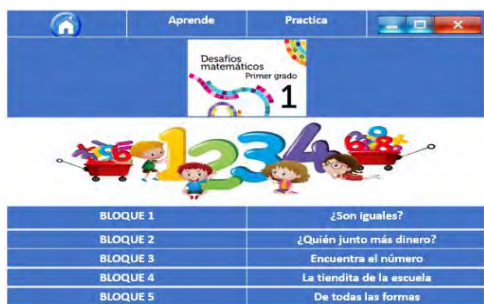 Aprende Practica
Desafíos
matemáticos
Primer grado
1
1234
BLOQUE 1 ¿Son iguales?
BLOQUE 2 ¿Quién junto más dinero?
BLOQUE 3 Encuentra el número
BLOQUE 4 La tiendita de la escuela
BLOQUE 5 De todas las formas